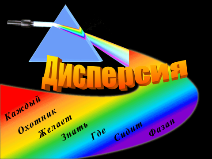 Дисперсия
Каждый
Охотник
Желает
Знать
Где
Сидит
Фазан